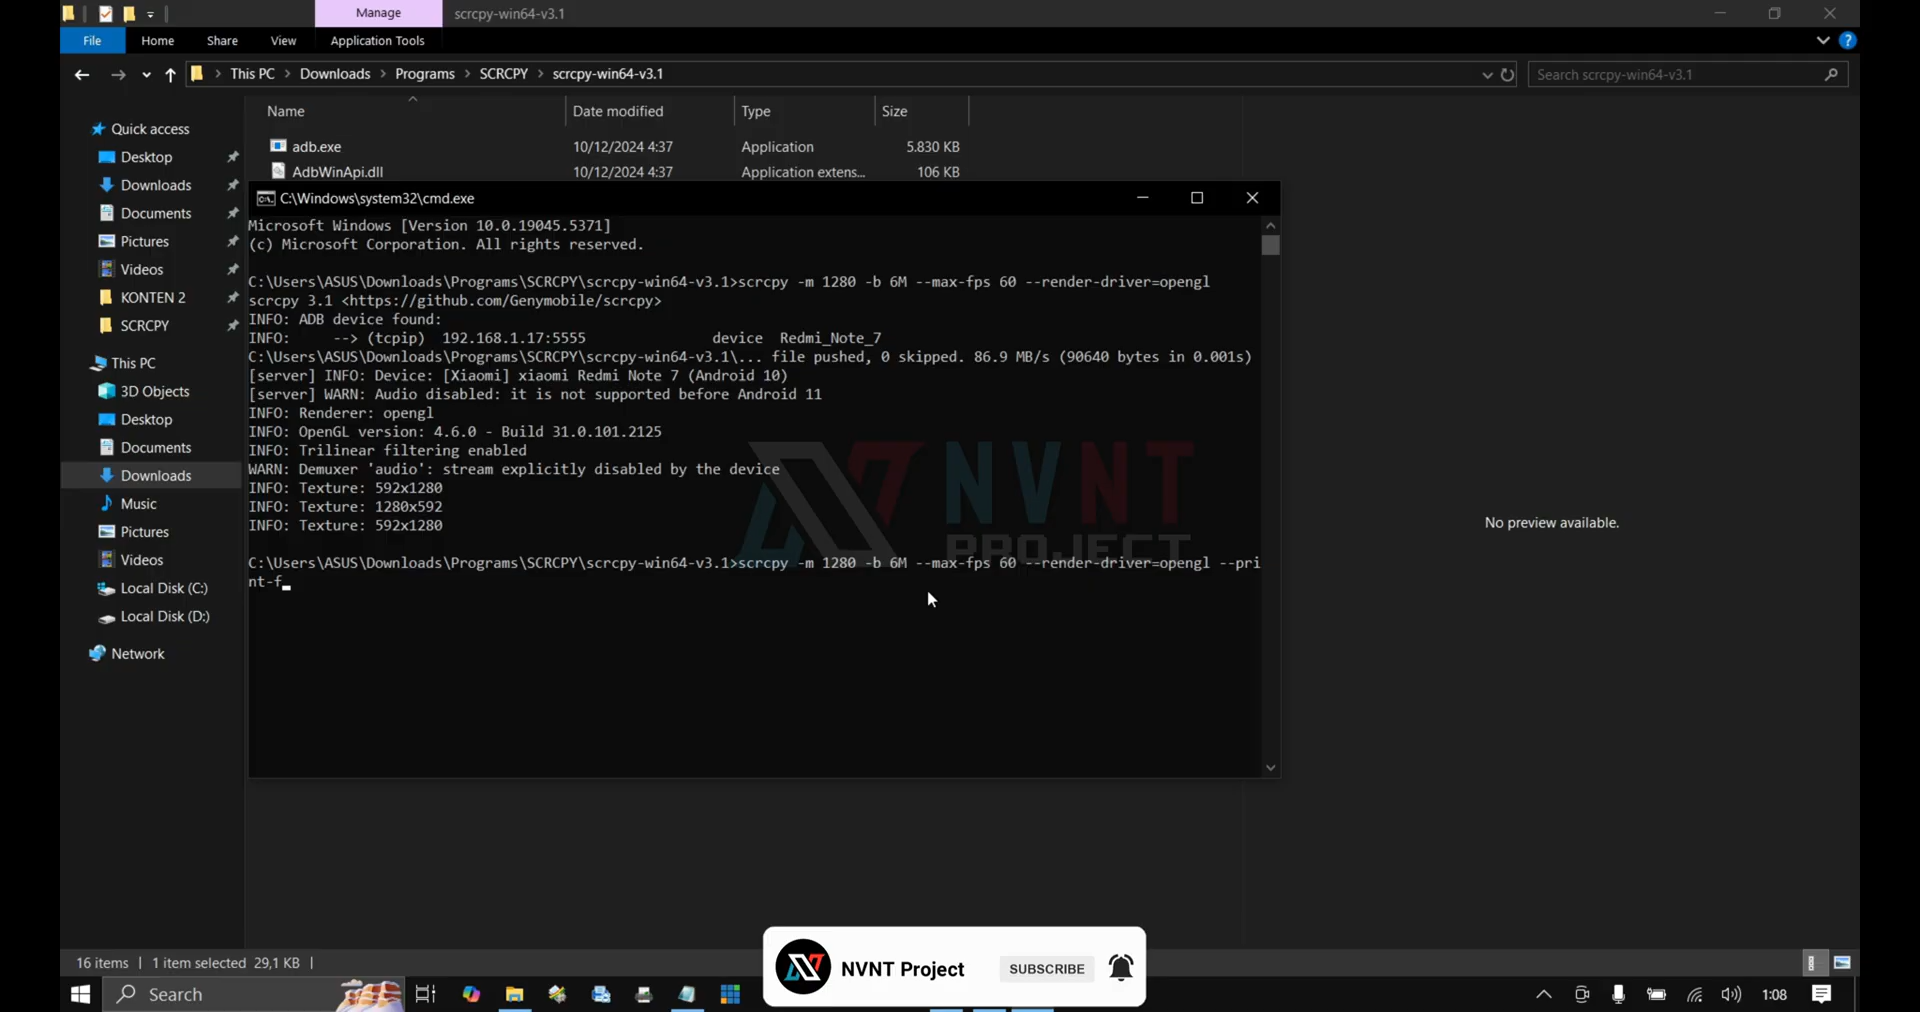 Manage
scrcpy-win64-v3.1
File
Home
Share
View
Application Tools
This PC
Downloads
Programs
SCRCPY
scrcpy-win64-v3.1
Search scrcpy-win64-v3.1
Name
Date modified
Type
Size
adb.exe
10/12/2024 4:37
Application
5.830 KB
AdbWinApi.dll
10/12/2024 4:37
Application extens...
106 KB
Quick access
Desktop
Downloads
Documents
Pictures
Videos
KONTEN 2
SCRCPY
This PC
3D Objects
Desktop
Documents
Downloads
Music
Pictures
Videos
Local Disk (C:)
Local Disk (D:)
Network
C:\Windows\system32\cmd.exe
Microsoft Windows [Version 10.0.19045.5371]
(c) Microsoft Corporation. All rights reserved.
C:\Users\ASUS\Downloads\Programs\SCRCPY\scrcpy-win64-v3.1>scrcpy -m 1280 -b 6M --max-fps 60 --render-driver=opengl
scrcpy 3.1 <https://github.com/Genymobile/scrcpy>
INFO: ADB device found:
INFO:     --> (tcpip)  192.168.1.17:5555               device  Redmi_Note_7
C:\Users\ASUS\Downloads\Programs\SCRCPY\scrcpy-win64-v3.1\... file pushed, 0 skipped. 86.9 MB/s (90640 bytes in 0.001s)
[server] INFO: Device: [Xiaomi] xiaomi Redmi Note 7 (Android 10)
[server] WARN: Audio disabled: it is not supported before Android 11
INFO: Renderer: opengl
INFO: OpenGL version: 4.6.0 - Build 31.0.101.2125
INFO: Trilinear filtering enabled
WARN: Demuxer 'audio': stream explicitly disabled by the device
INFO: Texture: 592x1280
INFO: Texture: 1280x592
INFO: Texture: 592x1280
C:\Users\ASUS\Downloads\Programs\SCRCPY\scrcpy-win64-v3.1>scrcpy -m 1280 -b 6M --max-fps 60 --render-driver=opengl --pri
nt-f_
NVNT
PROJECT
No preview available.
16 items
1 item selected 29,1 KB
NVNT Project
SUBSCRIBE
Search
1:08